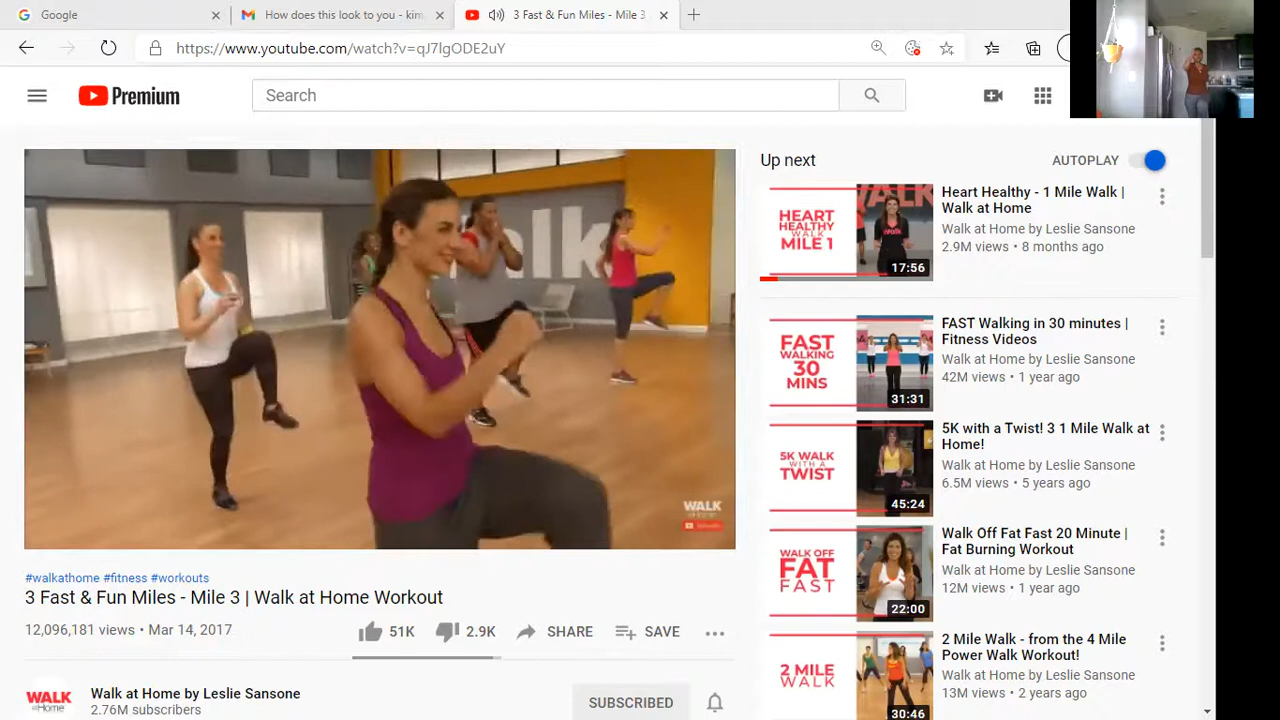 Google
How does this look to you - kim
3 Fast & Fun Miles - Mile 3
https://www.youtube.com/watch?v=qJ7lgODE2uY
Premium
Search
Up next
AUTOPLAY
HEART
HEALTHY
WALK
MILE 1
17:56
Heart Healthy - 1 Mile Walk |
Walk at Home
Walk at Home by Leslie Sansone
2.9M views • 8 months ago
FAST
WALKING
30
MINS
31:31
FAST Walking in 30 minutes |
Fitness Videos
Walk at Home by Leslie Sansone
42M views • 1 year ago
5K WALK
WITH A
TWIST
45:24
5K with a Twist! 3 1 Mile Walk at
Home!
Walk at Home by Leslie Sansone
6.5M views • 5 years ago
WALK OFF
FAT
FAST
22:00
Walk Off Fat Fast 20 Minute |
Fat Burning Workout
Walk at Home by Leslie Sansone
12M views • 1 year ago
2 MILE
WALK
30:46
2 Mile Walk - from the 4 Mile
Power Walk Workout!
Walk at Home by Leslie Sansone
13M views • 2 years ago
alk
WALK
#walkathome #fitness #workouts
3 Fast & Fun Miles - Mile 3 | Walk at Home Workout
12,096,181 views • Mar 14, 2017
51K
2.9K
SHARE
SAVE
WALK
at Home
Walk at Home by Leslie Sansone
2.76M subscribers
SUBSCRIBED